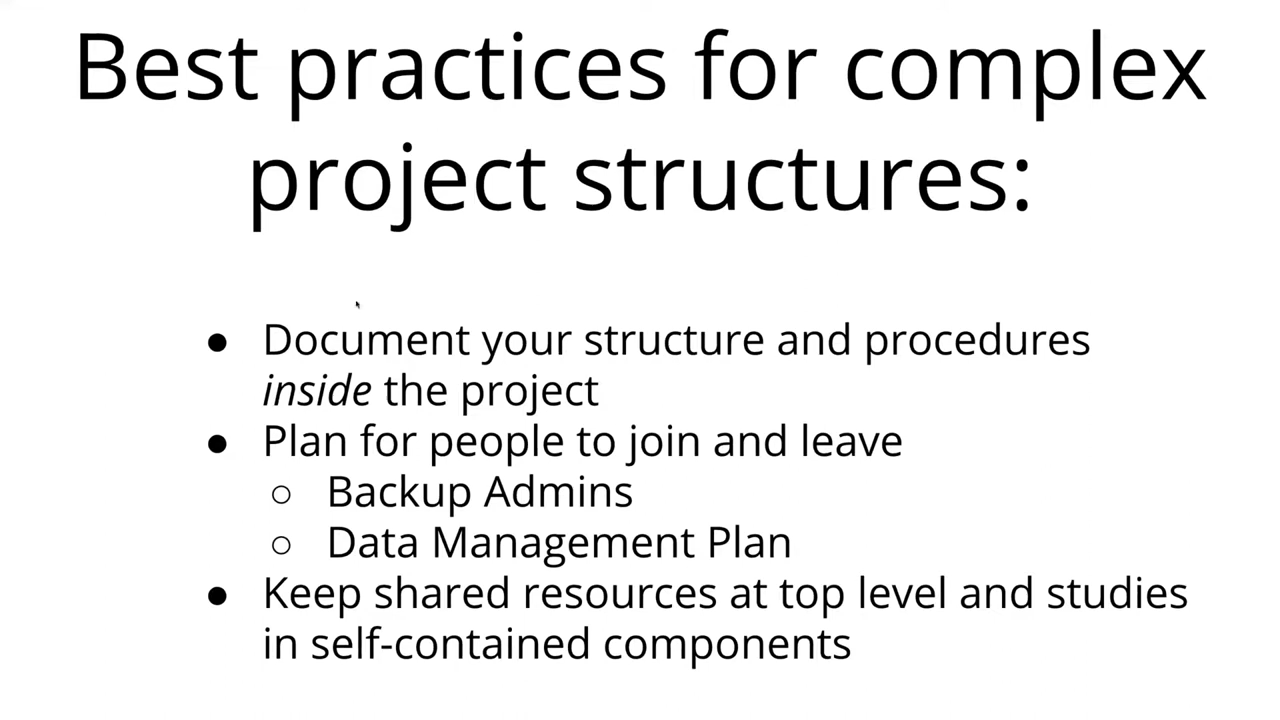 Best practices for complex
project structures:
● Document your structure and procedures
inside the project
● Plan for people to join and leave
○ Backup Admins
○ Data Management Plan
● Keep shared resources at top level and studies
in self-contained components